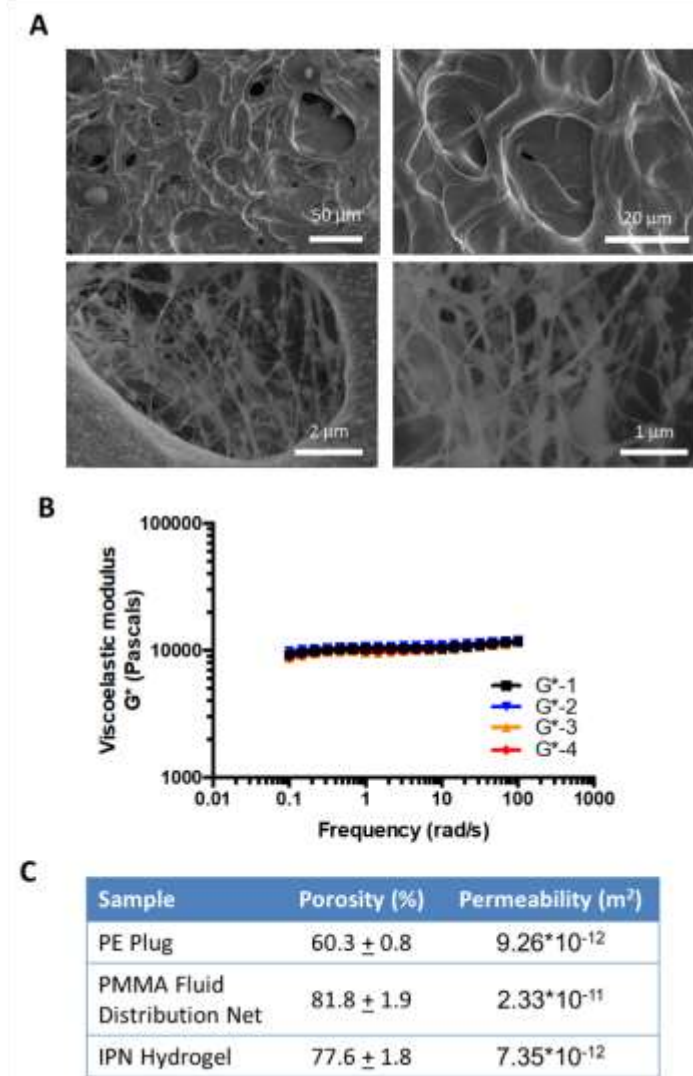 A
50 µm
20 µm
2 µm
1 µm
B
Viscoelastic modulus
G* (Pascals)
100000
10000
1000
0.01
0.1
1
10
100
1000
Frequency (rad/s)
G*-1
G*-2
G*-3
G*-4
C
Sample Porosity (%) Permeability (m²)
PE Plug 60.3 ± 0.8 9.26*10⁻¹²
PMMA Fluid
Distribution Net 81.8 ± 1.9 2.33*10⁻¹¹
IPN Hydrogel 77.6 ± 1.8 7.35*10⁻¹²